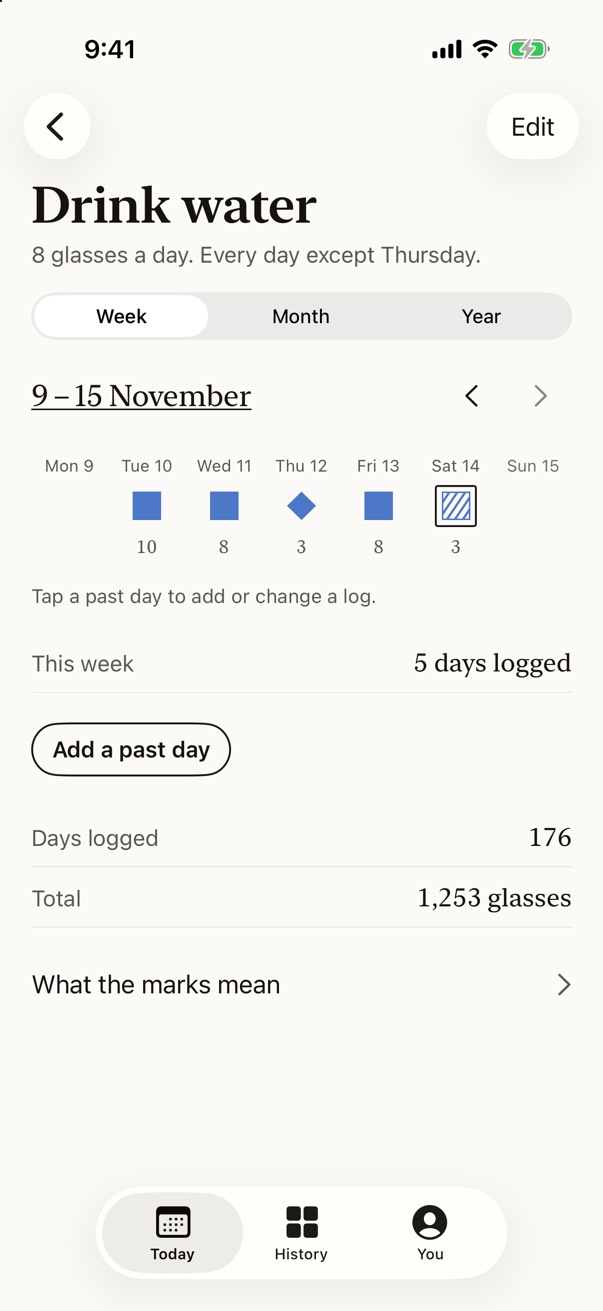 9:41
Edit
Drink water
8 glasses a day. Every day except Thursday.
Week Month Year
9 – 15 November
Mon 9 Tue 10 Wed 11 Thu 12 Fri 13 Sat 14 Sun 15
10 8 3 8 3
Tap a past day to add or change a log.
This week 5 days logged
Add a past day
Days logged 176
Total 1,253 glasses
What the marks mean
Today History You